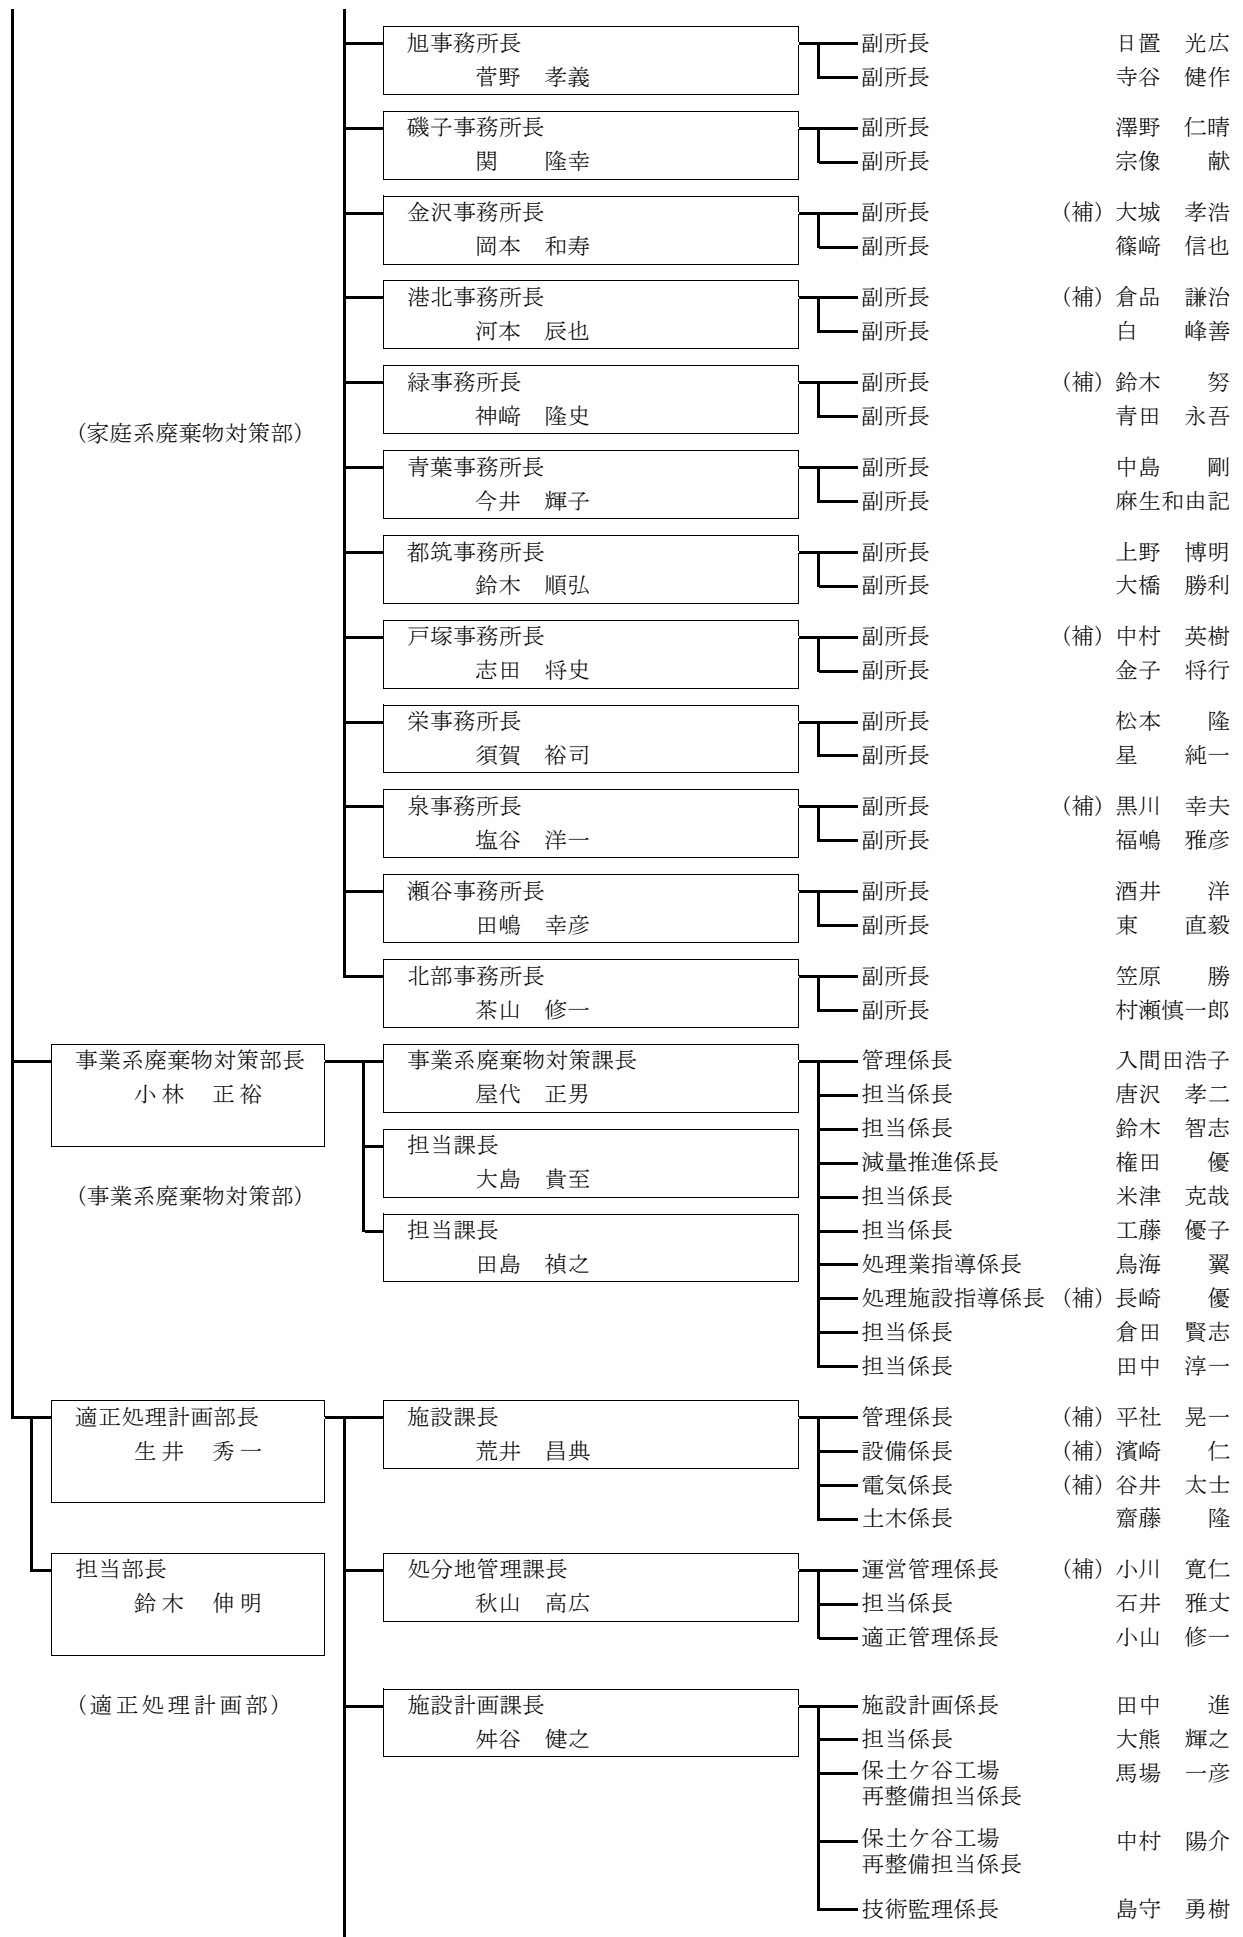 旭事務所長 副所長 日置 光広
菅野 孝義 副所長 寺谷 健作
磯子事務所長 副所長 澤野 仁晴
関 隆幸 副所長 宗像 献
金沢事務所長 副所長 (補) 大城 孝浩
岡本 和寿 副所長 篠﨑 信也
港北事務所長 副所長 (補) 倉品 謙治
河本 辰也 副所長 白 峰善
緑事務所長 副所長 (補) 鈴木 努
神﨑 隆史 副所長 青田 永吾
(家庭系廃棄物対策部)
青葉事務所長 副所長 中島 剛
今井 輝子 副所長 麻生和由記
都筑事務所長 副所長 上野 博明
鈴木 順弘 副所長 大橋 勝利
戸塚事務所長 副所長 (補) 中村 英樹
志田 将史 副所長 金子 将行
栄事務所長 副所長 松本 隆
須賀 裕司 副所長 星 純一
泉事務所長 副所長 (補) 黒川 幸夫
塩谷 洋一 副所長 福嶋 雅彦
瀬谷事務所長 副所長 酒井 洋
田嶋 幸彦 副所長 東 直毅
北部事務所長 副所長 笠原 勝
茶山 修一 副所長 村瀬慎一郎
事業系廃棄物対策部長 事業系廃棄物対策課長 管理係長 入間田浩子
小林 正裕 屋代 正男 担当係長 唐沢 孝二
担当課長 担当係長 鈴木 智志
大島 貴至 減量推進係長 権田 優
(事業系廃棄物対策部) 担当係長 米津 克哉
担当課長 担当係長 工藤 優子
田島 禎之 処理業指導係長 鳥海 翼
処理施設指導係長 (補) 長崎 優
担当係長 倉田 賢志
担当係長 田中 淳一
適正処理計画部長 施設課長 管理係長 (補) 平社 晃一
生井 秀一 荒井 昌典 設備係長 (補) 濱崎 仁
電気係長 (補) 谷井 太士
土木係長 齋藤 隆
担当部長 処分地管理課長 運営管理係長 (補) 小川 寛仁
鈴木 伸明 秋山 高広 担当係長 石井 雅丈
適正管理係長 小山 修一
(適正処理計画部) 施設計画課長 施設計画係長 田中 進
舛谷 健之 担当係長 大熊 輝之
保土ケ谷工場 馬場 一彦
再整備担当係長
保土ケ谷工場 中村 陽介
再整備担当係長
技術監理係長 島守 勇樹